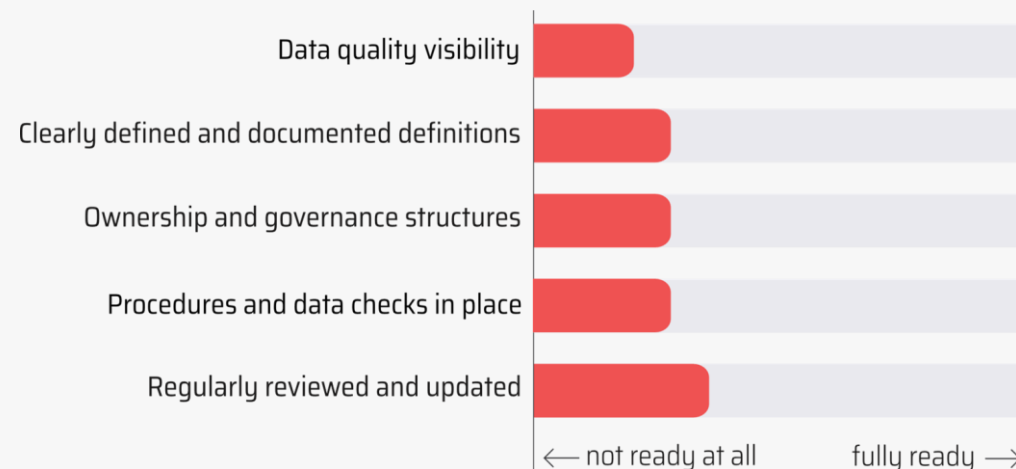 Data quality visibility
Clearly defined and documented definitions
Ownership and governance structures
Procedures and data checks in place
Regularly reviewed and updated
← not ready at all fully ready →